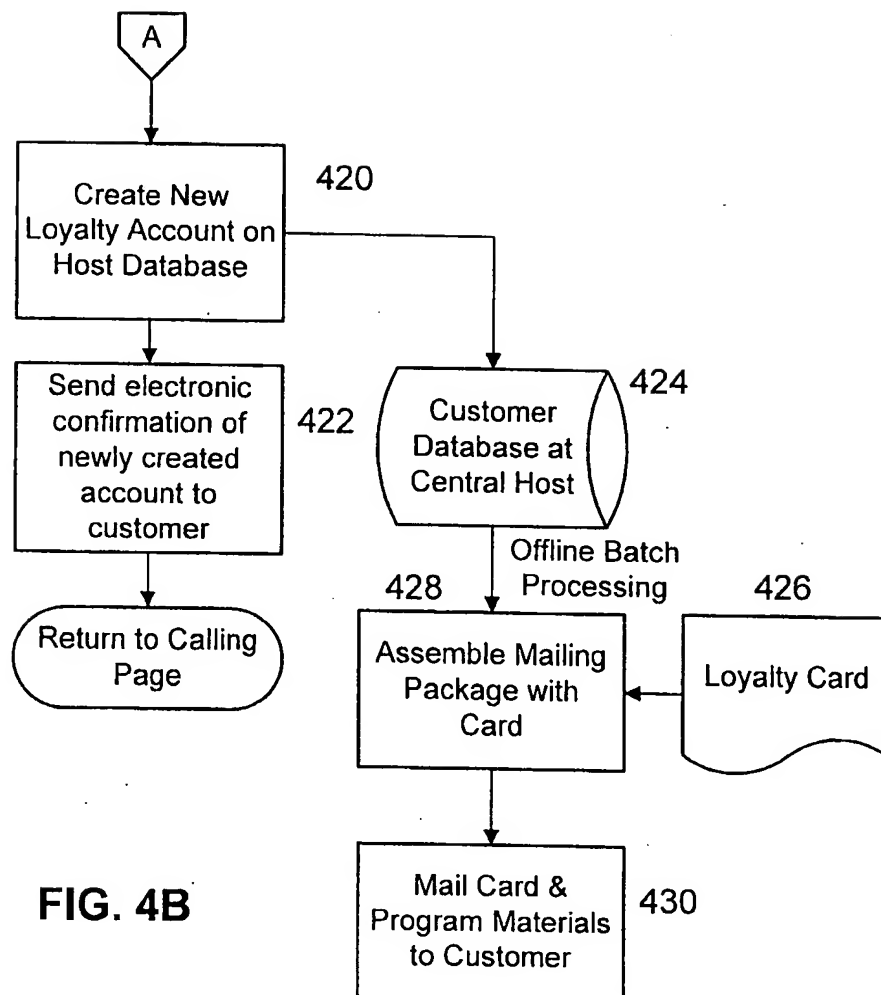 A
Create New
Loyalty Account on
Host Database
420
Send electronic
confirmation of
newly created
account to
customer
422
Customer
Database at
Central Host
424
Offline Batch
Processing
Return to Calling
Page
428
426
Assemble Mailing
Package with
Card
Loyalty Card
Mail Card &
Program Materials
to Customer
430
FIG. 4B